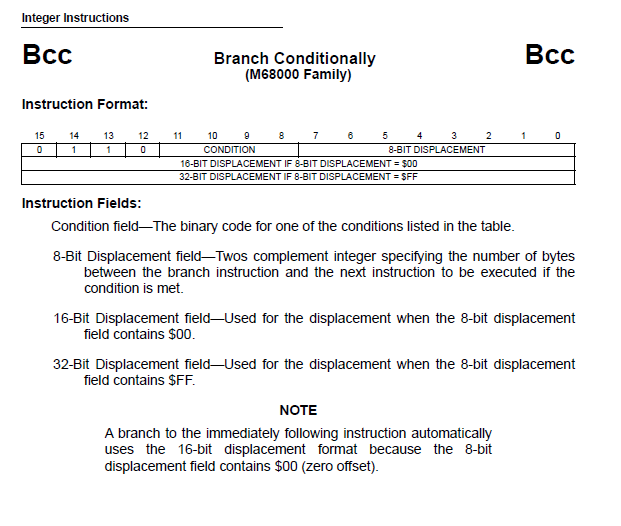 Integer Instructions
Bcc Branch Conditionally Bcc
(M68000 Family)
Instruction Format:
15 14 13 12 11 10 9 8 7 6 5 4 3 2 1 0
0 1 1 0 CONDITION 8-BIT DISPLACEMENT
16-BIT DISPLACEMENT IF 8-BIT DISPLACEMENT = $00
32-BIT DISPLACEMENT IF 8-BIT DISPLACEMENT = $FF
Instruction Fields:
Condition field—The binary code for one of the conditions listed in the table.
8-Bit Displacement field—Twos complement integer specifying the number of bytes
between the branch instruction and the next instruction to be executed if the
condition is met.
16-Bit Displacement field—Used for the displacement when the 8-bit displacement
field contains $00.
32-Bit Displacement field—Used for the displacement when the 8-bit displacement
field contains $FF.
NOTE
A branch to the immediately following instruction automatically
uses the 16-bit displacement format because the 8-bit
displacement field contains $00 (zero offset).